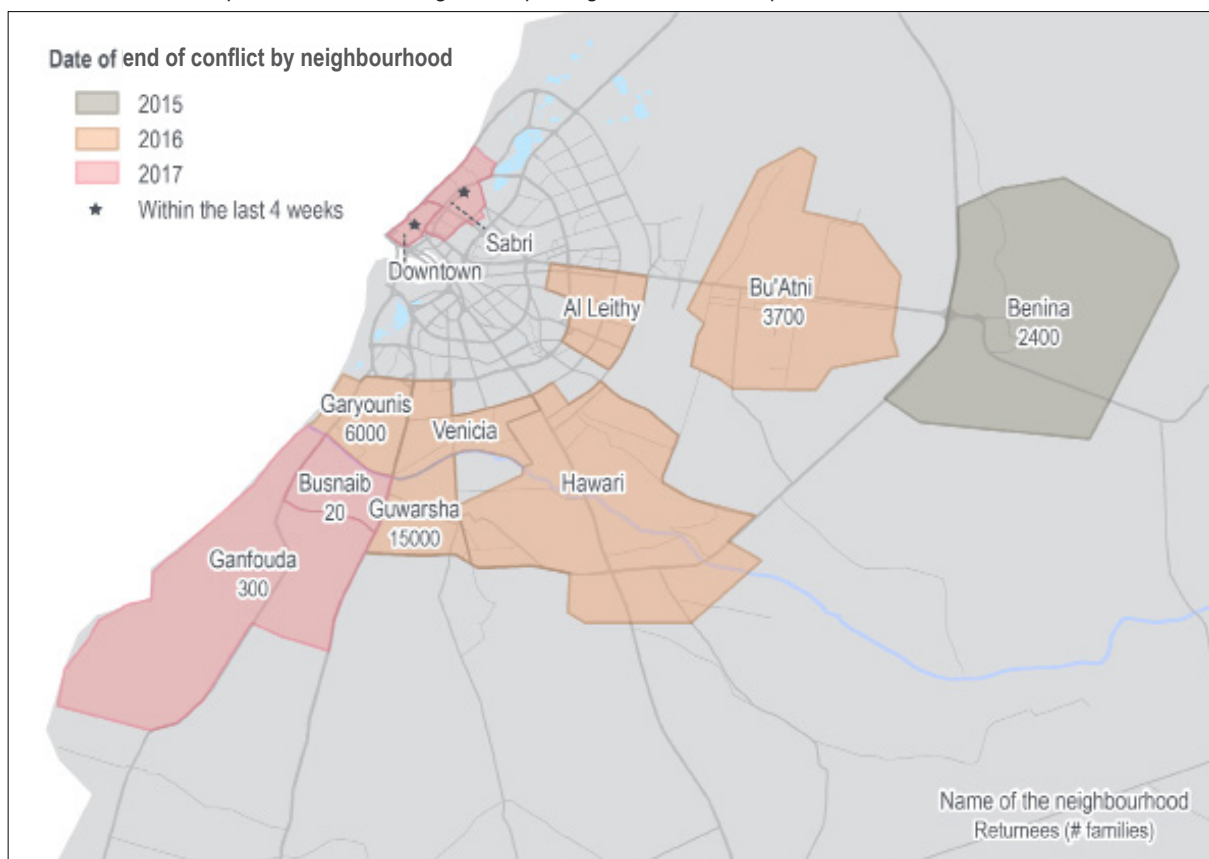 Date of end of conflict by neighbourhood
2015
2016
2017
Within the last 4 weeks
Sabri
Downtown
Al Leithy
Bu'Atni
3700
Benina
2400
Garyounis
6000
Venicia
Busnaib
20
Guwarsha
15000
Hawari
Ganfouda
300
Name of the neighbourhood
Returnees (# families)